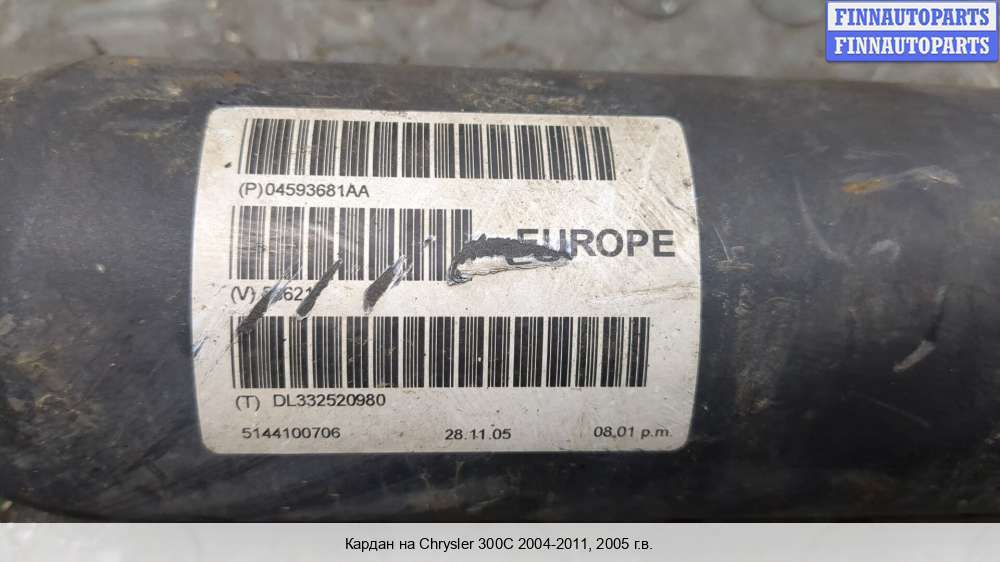 FINNAUTOPARTS
FINNAUTOPARTS
(P)04593681AA
EUROPE
(V)
(T) DL332520980
5144100706 28.11.05 08.01 p.m.
Кардан на Chrysler 300C 2004-2011, 2005 г.в.